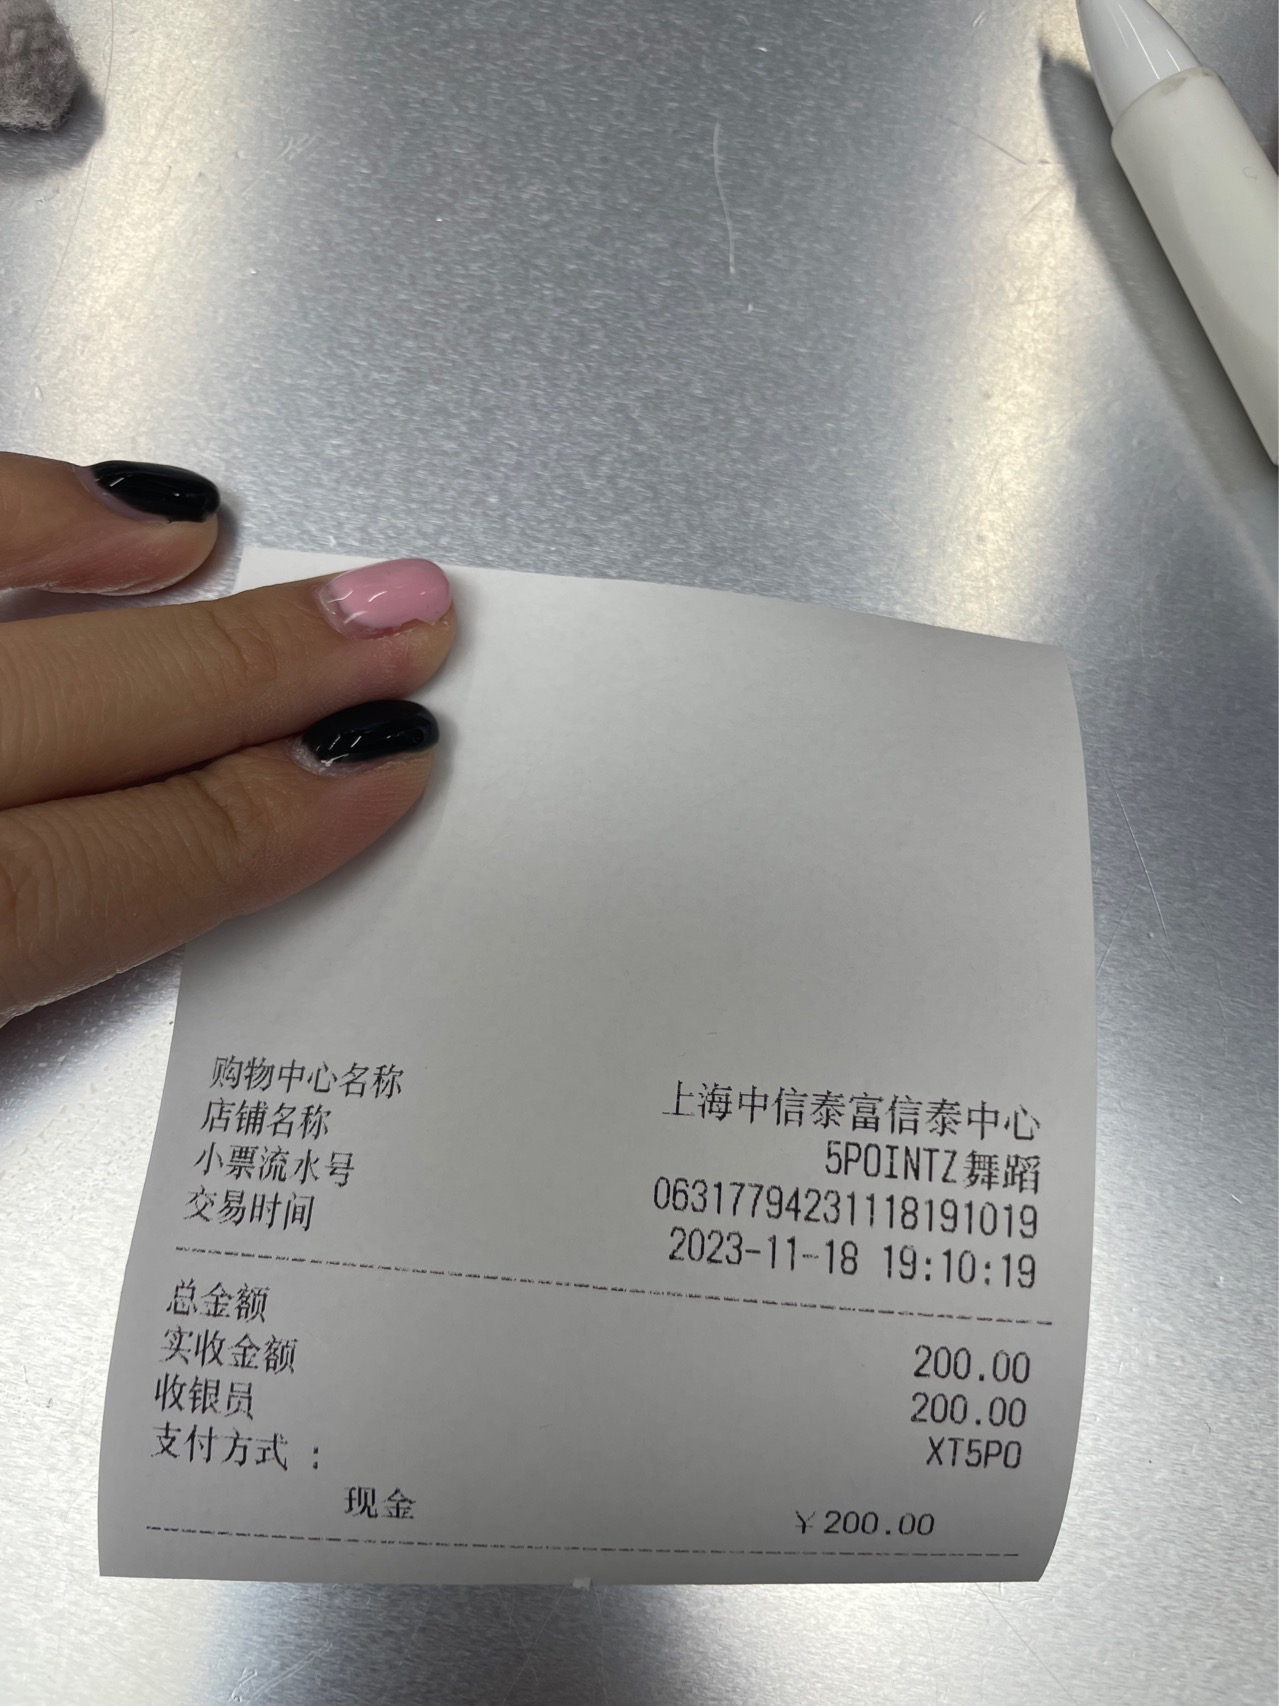 购物中心名称 上海中信泰富信泰中心
店铺名称 5POINTZ舞蹈
小票流水号 063177942311118191019
交易时间 2023-11-18 19:10:19
总金额 200.00
实收金额 200.00
收银员 XT5PO
支付方式 :
现金 ¥200.00